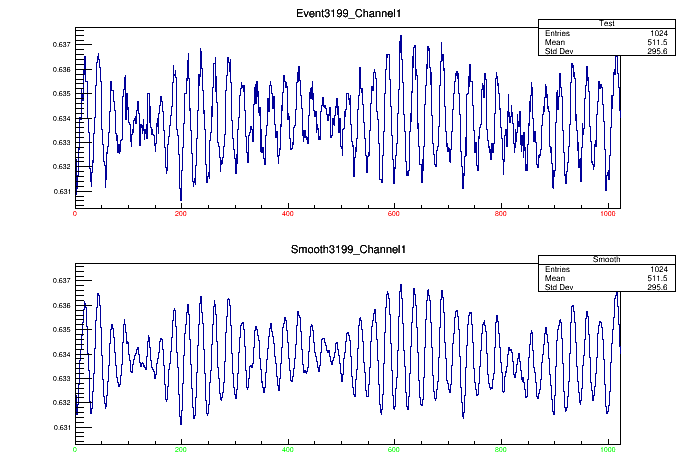 Event3199_Channel1
Test
Entries 1024
Mean 511.5
Std Dev 295.6
0.637
0.636
0.635
0.634
0.633
0.632
0.631
0 200 400 600 800 1000
Smooth3199_Channel1
Smooth
Entries 1024
Mean 511.5
Std Dev 295.6
0.637
0.636
0.635
0.634
0.633
0.632
0.631
0 200 400 600 800 1000